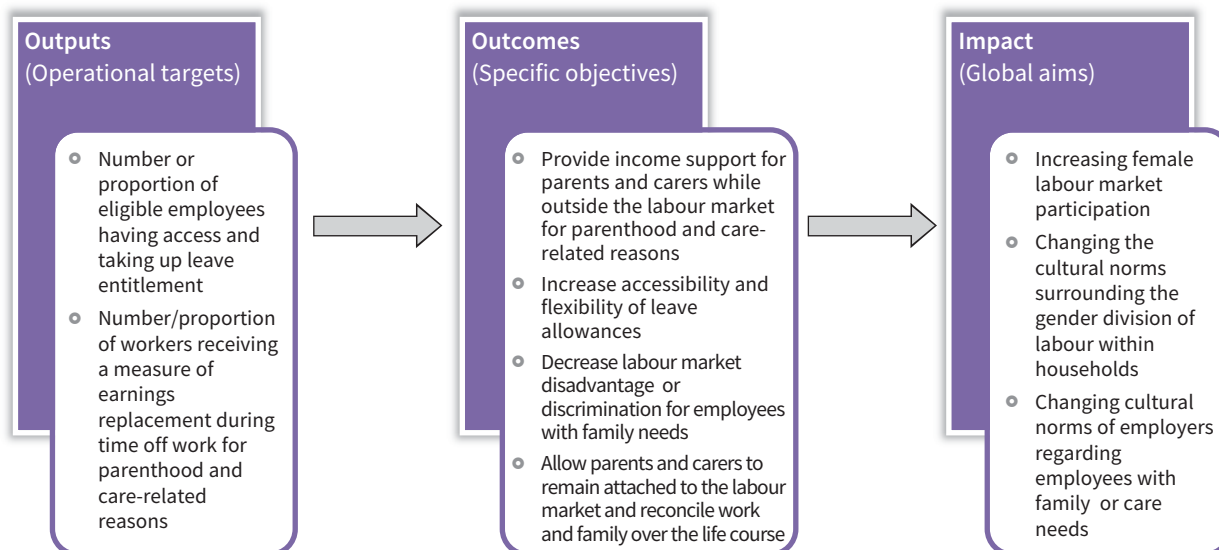 Outputs
(Operational targets)
Number or
proportion of
eligible employees
having access and
taking up leave
entitlement
Number/proportion
of workers receiving
a measure of
earnings
replacement during
time off work for
parenthood and
care-related
reasons
Outcomes
(Specific objectives)
Provide income support for
parents and carers while
outside the labour market
for parenthood and care-
related reasons
Increase accessibility and
flexibility of leave
allowances
Decrease labour market
disadvantage or
discrimination for employees
with family needs
Allow parents and carers to
remain attached to the labour
market and reconcile work
and family over the life course
Impact
(Global aims)
Increasing female
labour market
participation
Changing the
cultural norms
surrounding the
gender division of
labour within
households
Changing cultural
norms of employers
regarding
employees with
family or care
needs